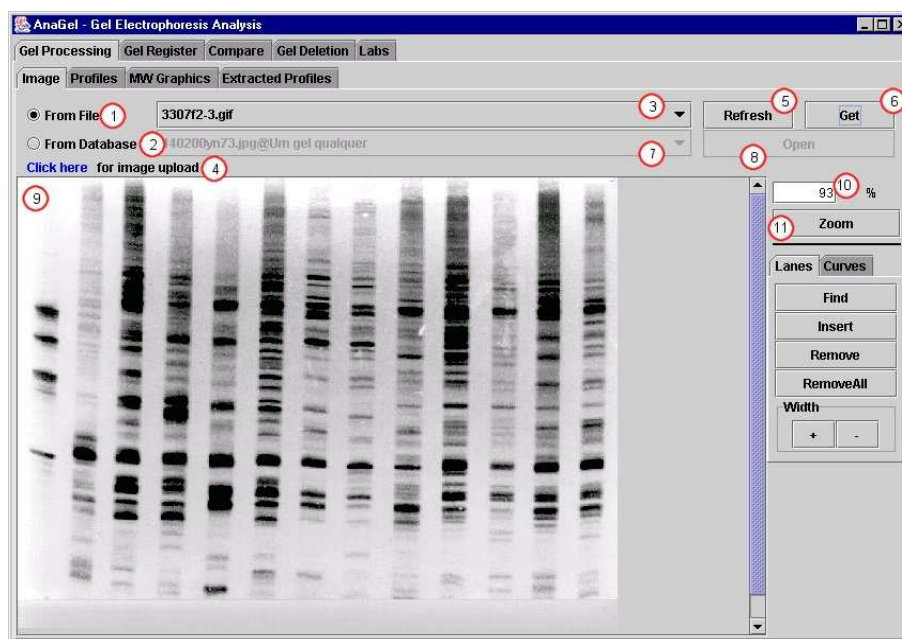 AnaGel - Gel Electrophoresis Analysis
Gel Processing Gel Register Compare Gel Deletion Labs
Image Profiles MW Graphics Extracted Profiles
From File 1 3307f2-3.gif 3 Refresh 5 Get 6
From Database 2 140200yn73.jpg@Um gel qualquer 7 Open 8
Click here for image upload 4
9
93 10 %
11 Zoom
Lanes Curves
Find
Insert
Remove
RemoveAll
Width
+ -